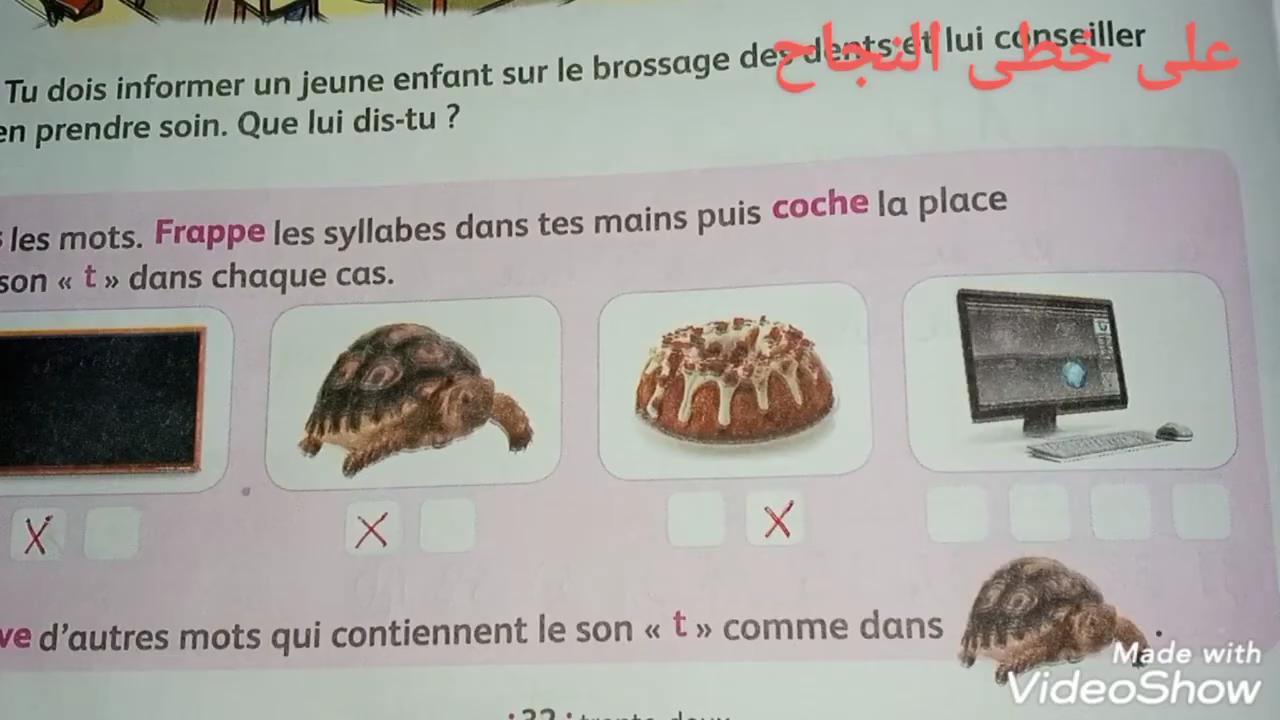 Tu dois informer un jeune enfant sur le brossage des dents et lui conseiller
على خطى النجاح
en prendre soin. Que lui dis-tu ?
les mots. Frappe les syllabes dans tes mains puis coche la place
son « t » dans chaque cas.
X X X
ve d'autres mots qui contiennent le son « t » comme dans .
Made with
VideoShow